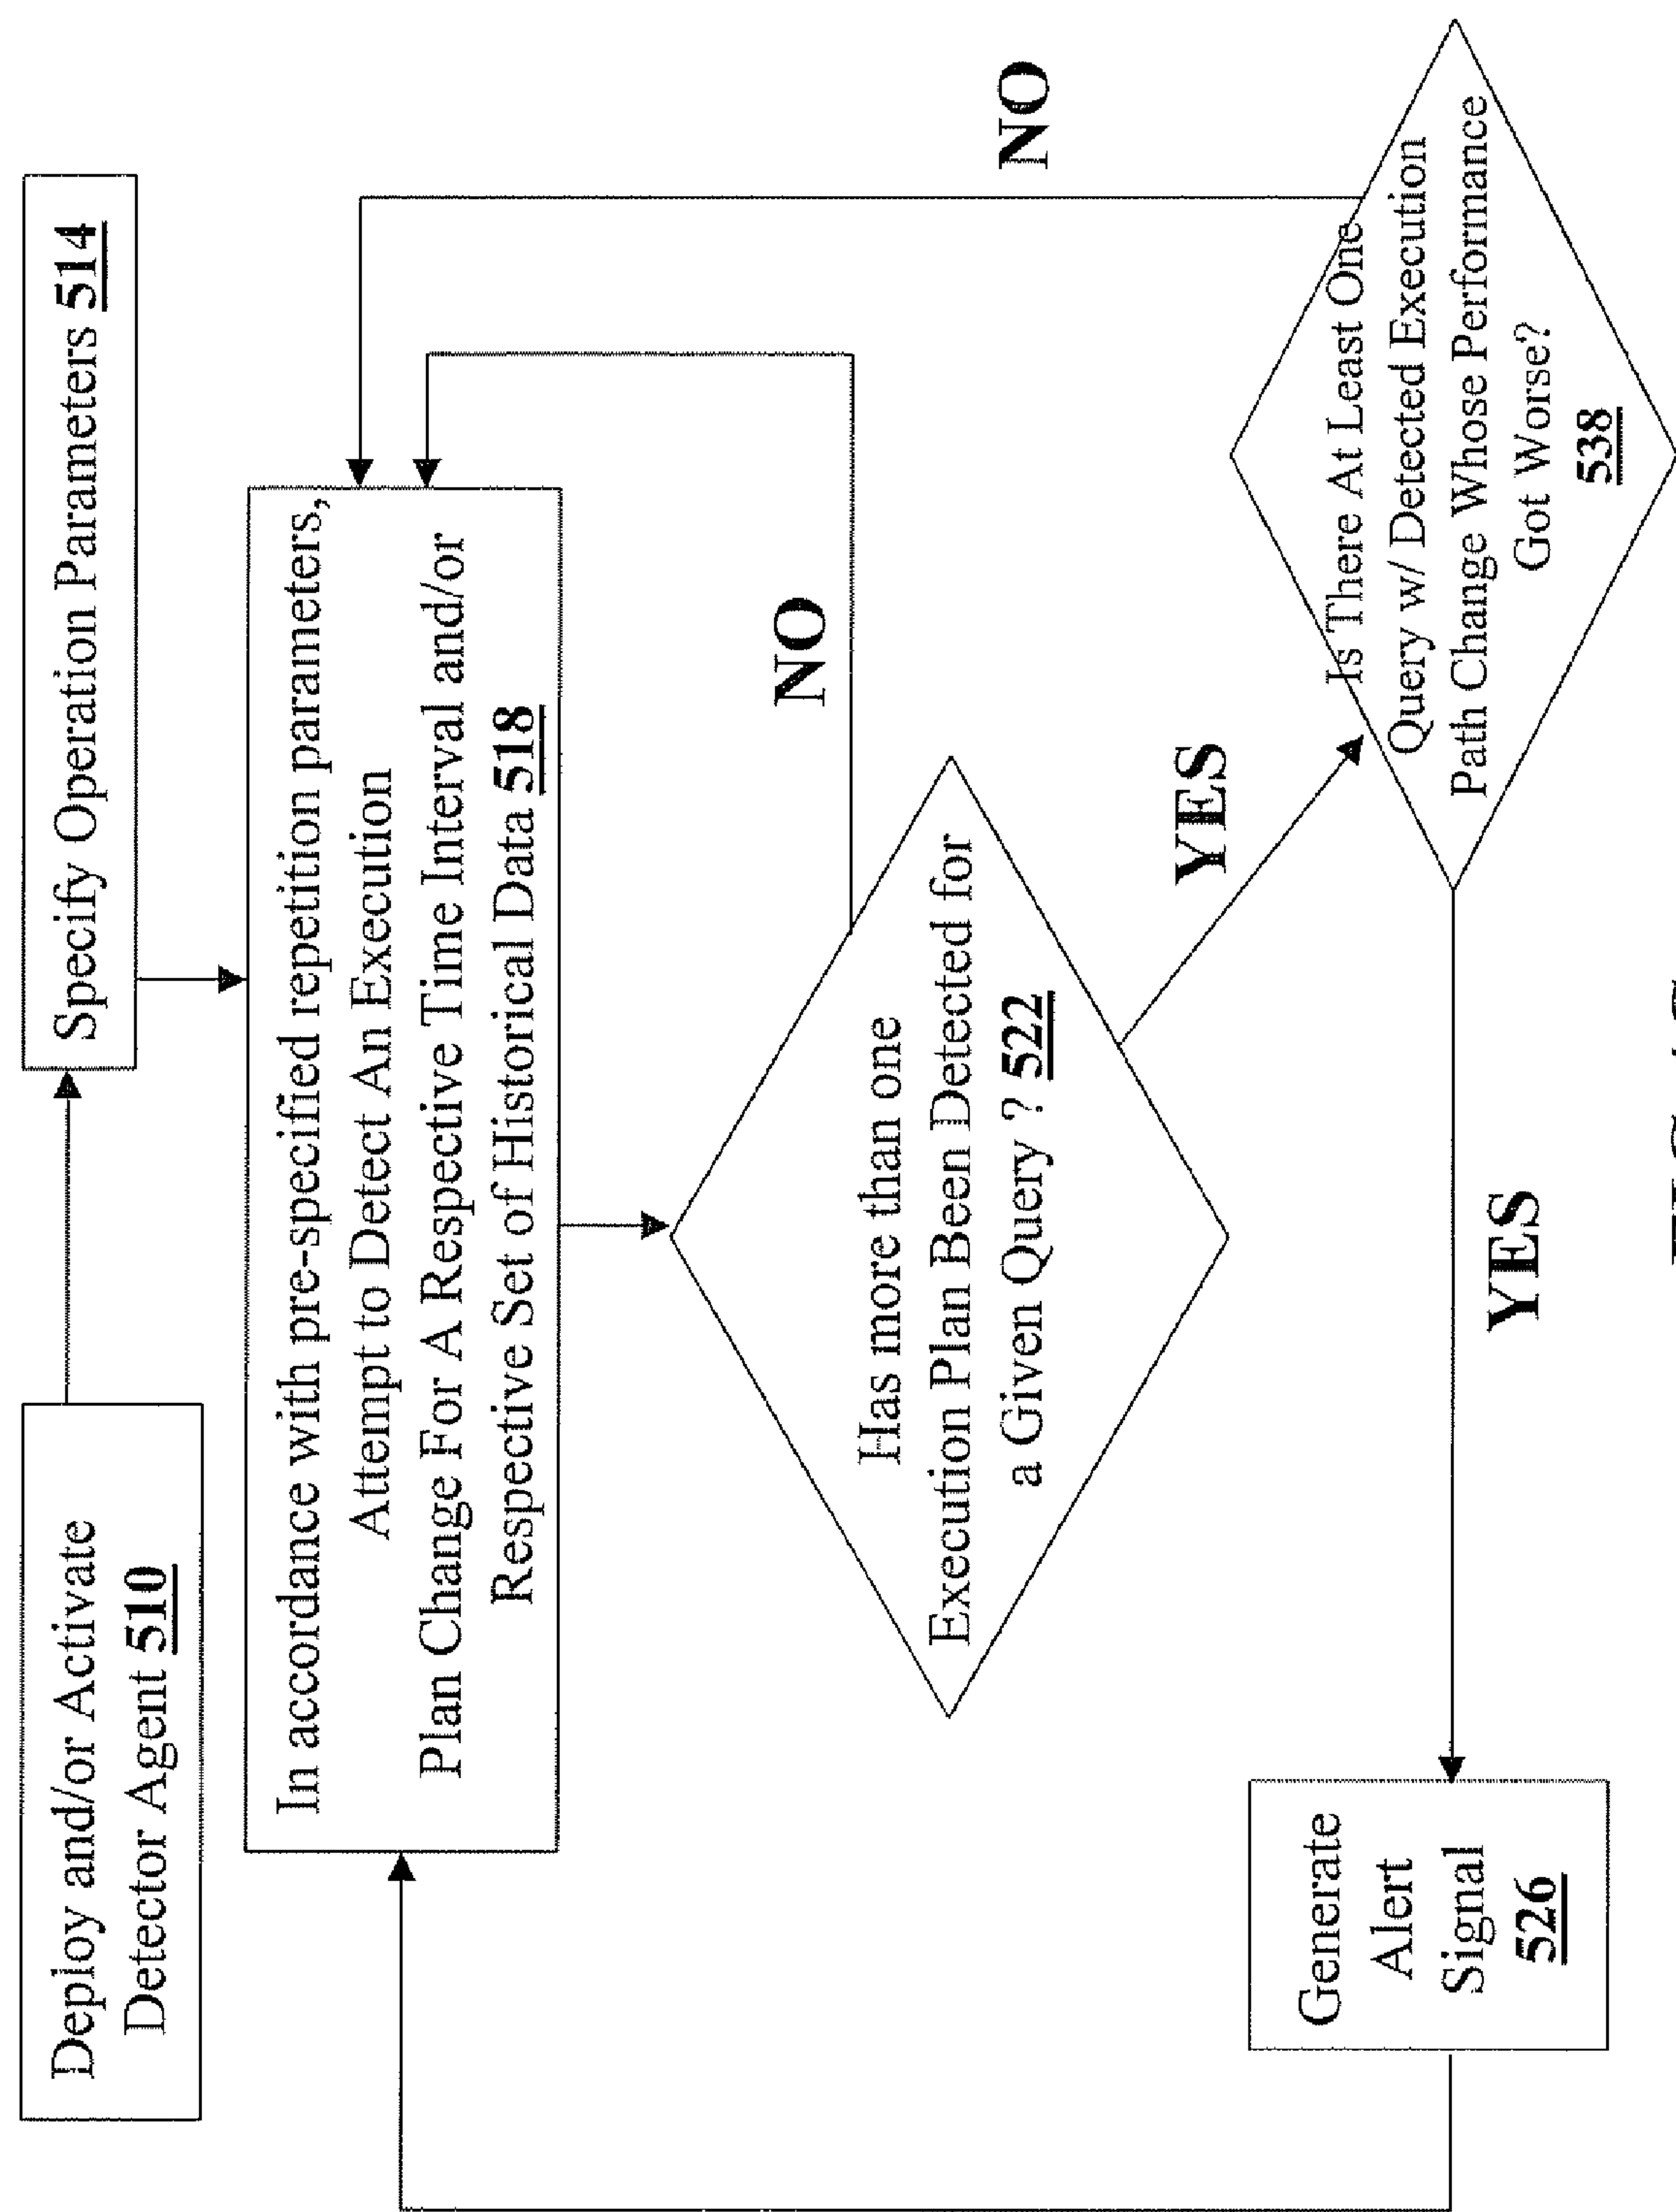 Deploy and/or Activate
Detector Agent 510
Specify Operation Parameters 514
In accordance with pre-specified repetition parameters,
Attempt to Detect An Execution
Plan Change For A Respective Time Interval and/or
Respective Set of Historical Data 518
NO
NO
Has more than one
Execution Plan Been Detected for
a Given Query ? 522
YES
Is There At Least One
Query w/ Detected Execution
Path Change Whose Performance
Got Worse?
538
YES
Generate
Alert
Signal
526